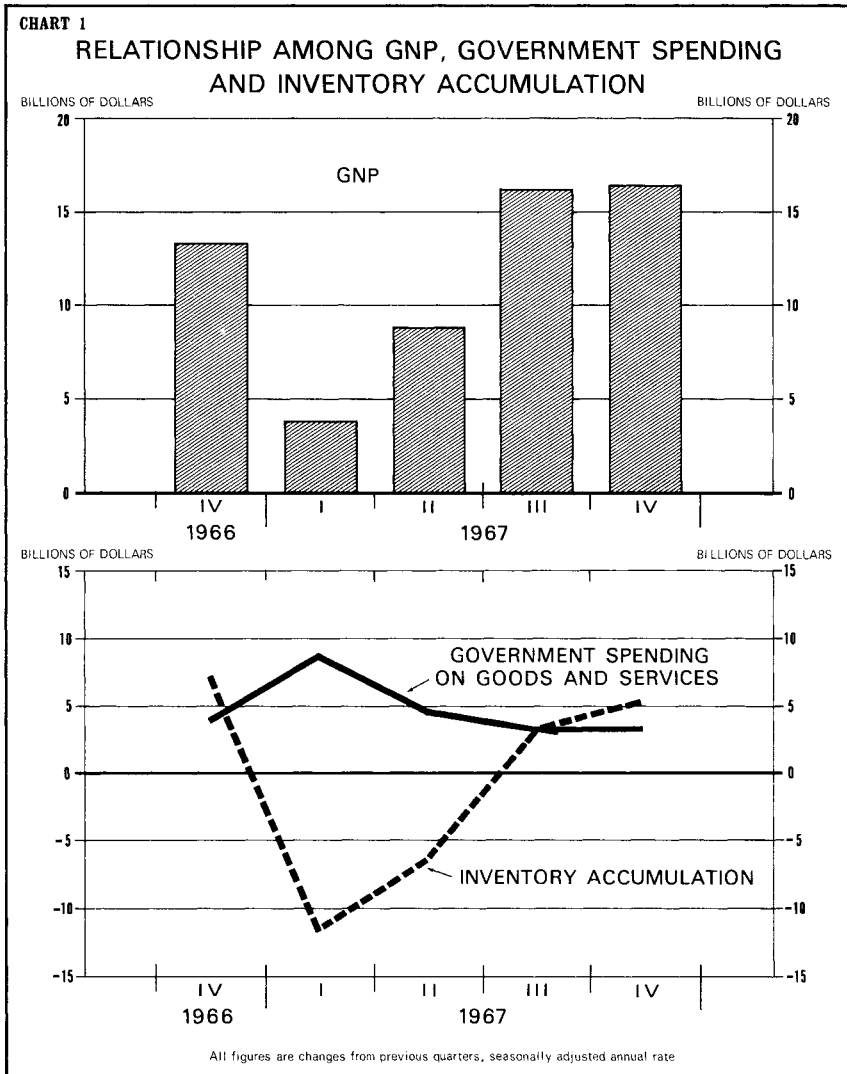 CHART 1
RELATIONSHIP AMONG GNP, GOVERNMENT SPENDING
AND INVENTORY ACCUMULATION
BILLIONS OF DOLLARS BILLIONS OF DOLLARS
20 20
GNP
15 15
10 10
5 5
0 0
IV I II III IV
1966 1967
BILLIONS OF DOLLARS BILLIONS OF DOLLARS
15 15
10 10
GOVERNMENT SPENDING
ON GOODS AND SERVICES
5 5
0 0
-5 -5
INVENTORY ACCUMULATION
-10 -10
-15 -15
IV I II III IV
1966 1967
All figures are changes from previous quarters, seasonally adjusted annual rate